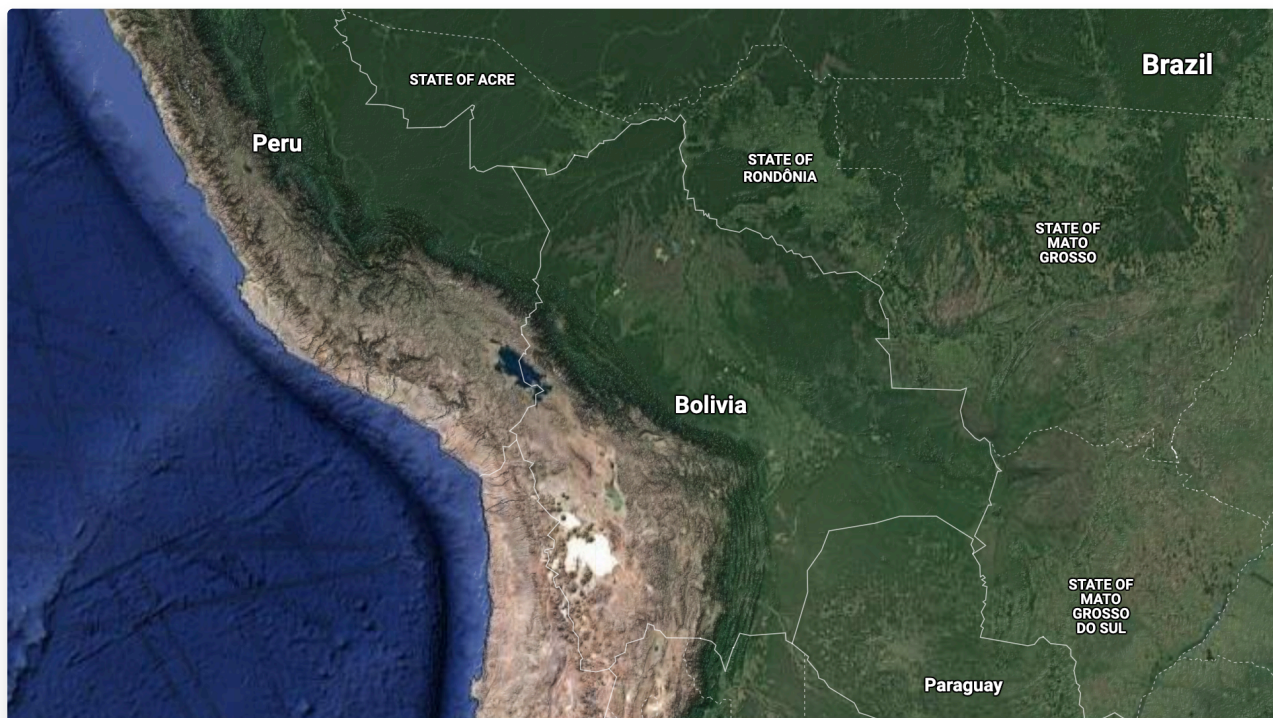 Brazil
STATE OF ACRE
Peru
STATE OF
RONDÔNIA
STATE OF
MATO
GROSSO
Bolivia
STATE OF
MATO
GROSSO
DO SUL
Paraguay